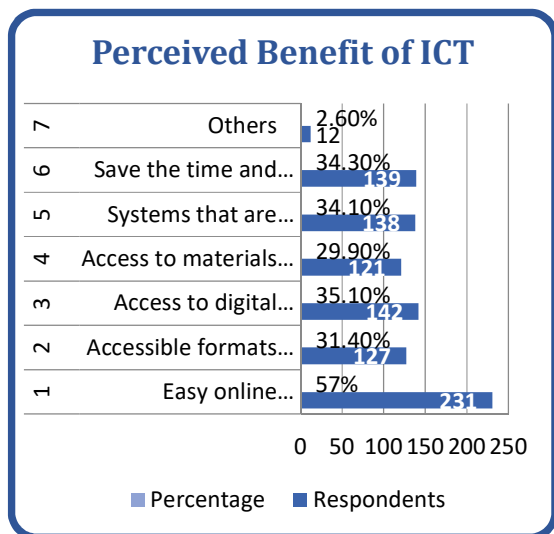 Perceived Benefit of ICT
7 Others 2.60%
12
6 Save the time and... 34.30%
139
5 Systems that are... 34.10%
138
4 Access to materials... 29.90%
121
3 Access to digital... 35.10%
142
2 Accessible formats... 31.40%
127
1 Easy online... 57%
231
0 50 100 150 200 250
Percentage Respondents